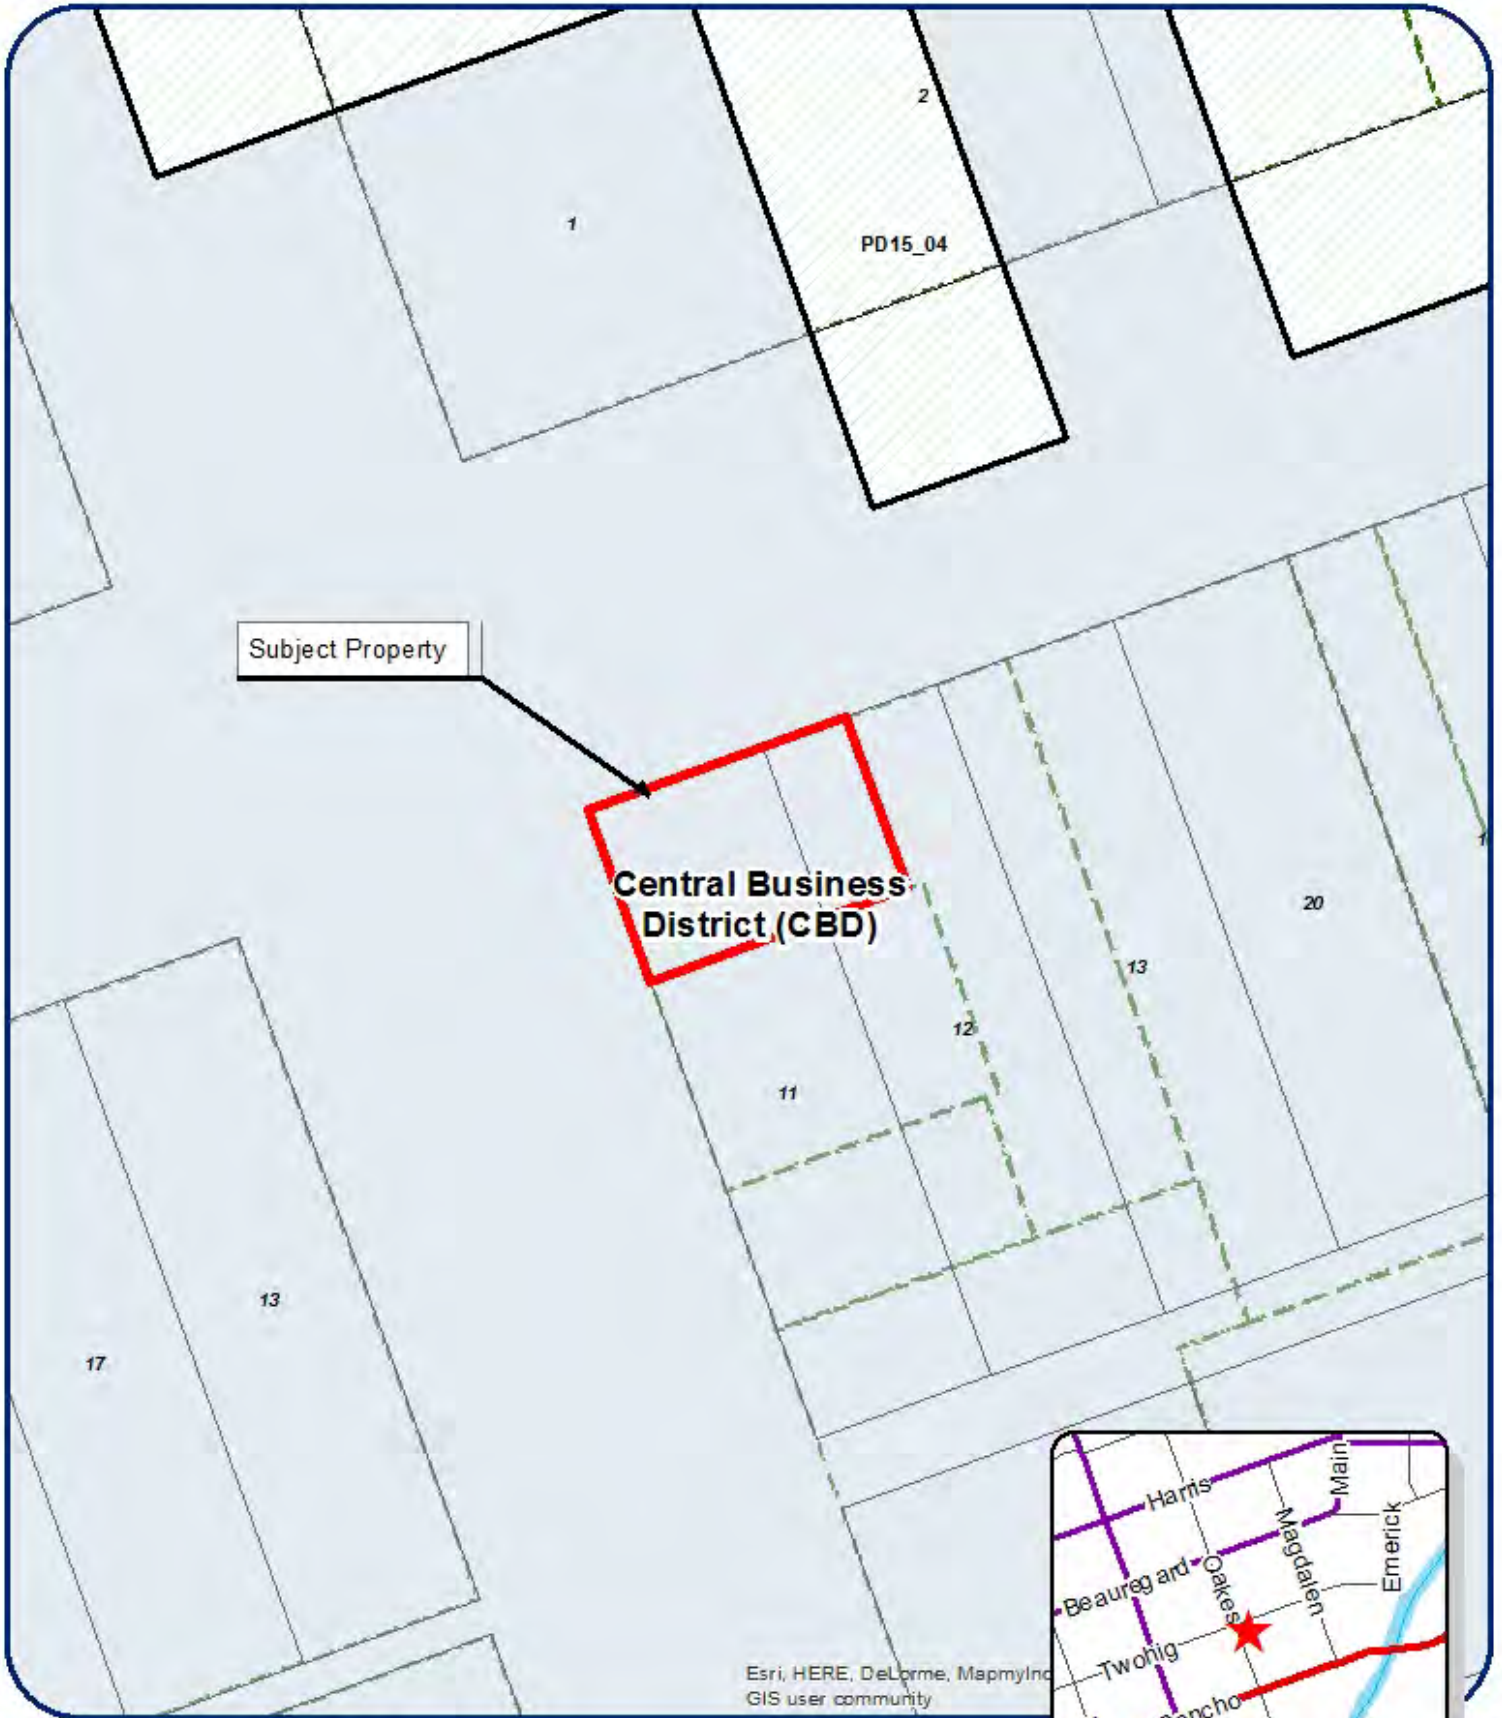 2
1
PD15_04
Subject Property
Central Business
District (CBD)
20
13
12
11
13
17
Harris
Main
Magdalen
Emerick
Beauregard
Oakes
Twohig
Esri, HERE, DeLorme,
GIS user community